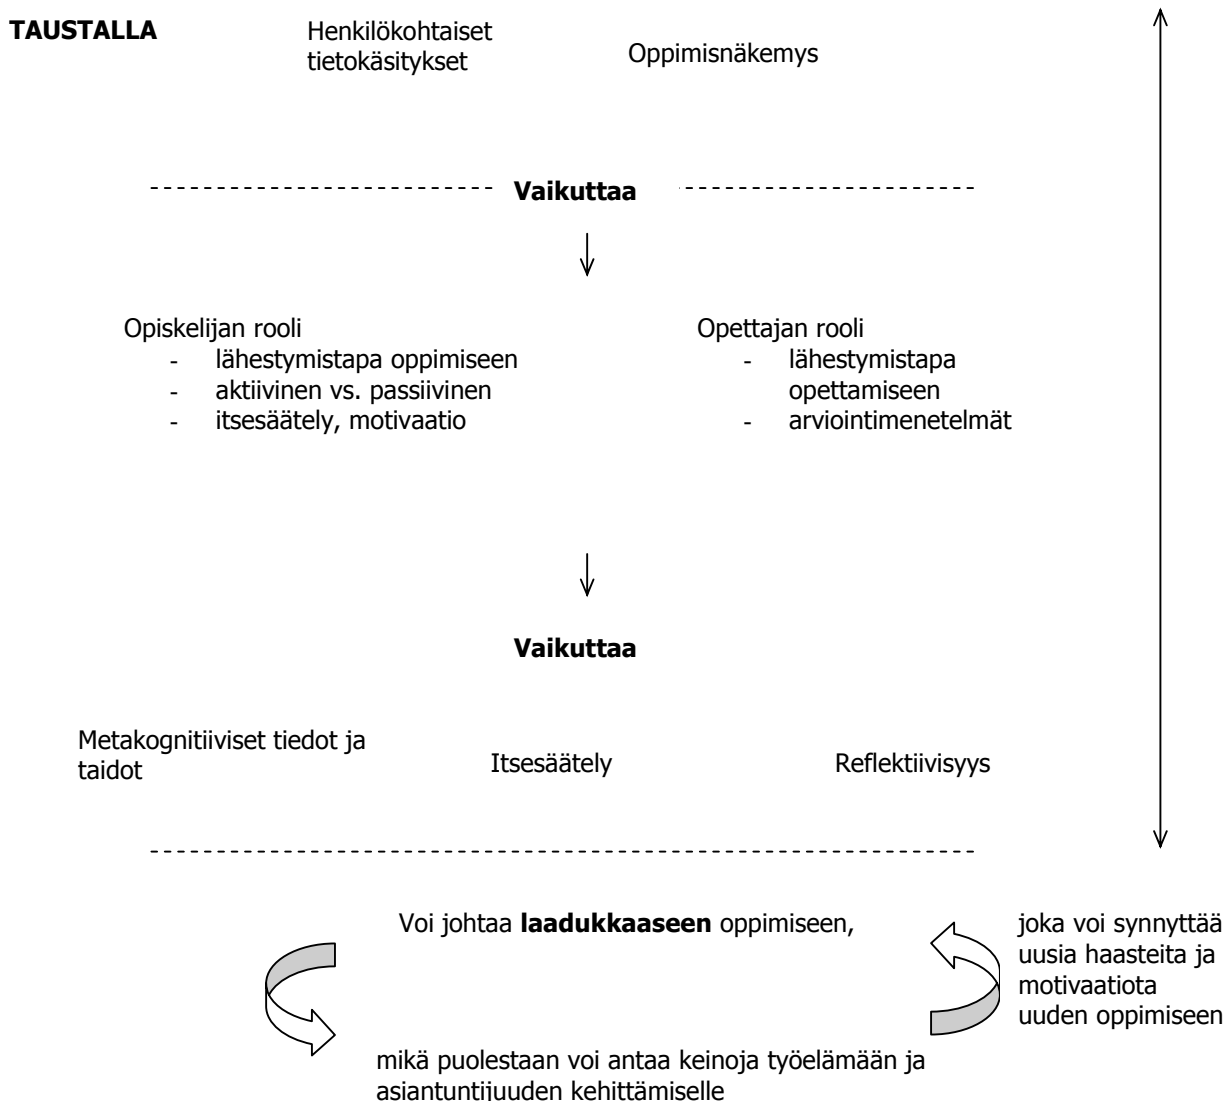 TAUSTALLA
Henkilökohtaiset
tietokäsitykset
Oppimisnäkemys
Vaikuttaa
Opiskelijan rooli
- lähestymistapa oppimiseen
- aktiivinen vs. passiivinen
- itsesäätely, motivaatio
Opettajan rooli
- lähestymistapa
opettamiseen
- arviointimenetelmät
Vaikuttaa
Metakognitiiviset tiedot ja
taidot
Itsesäätely
Reflektiivisyys
Voi johtaa laadukkaaseen oppimiseen,
joka voi synnyttää
uusia haasteita ja
motivaatiota
uuden oppimiseen
mikä puolestaan voi antaa keinoja työelämään ja
asiantuntijuuden kehittämiselle